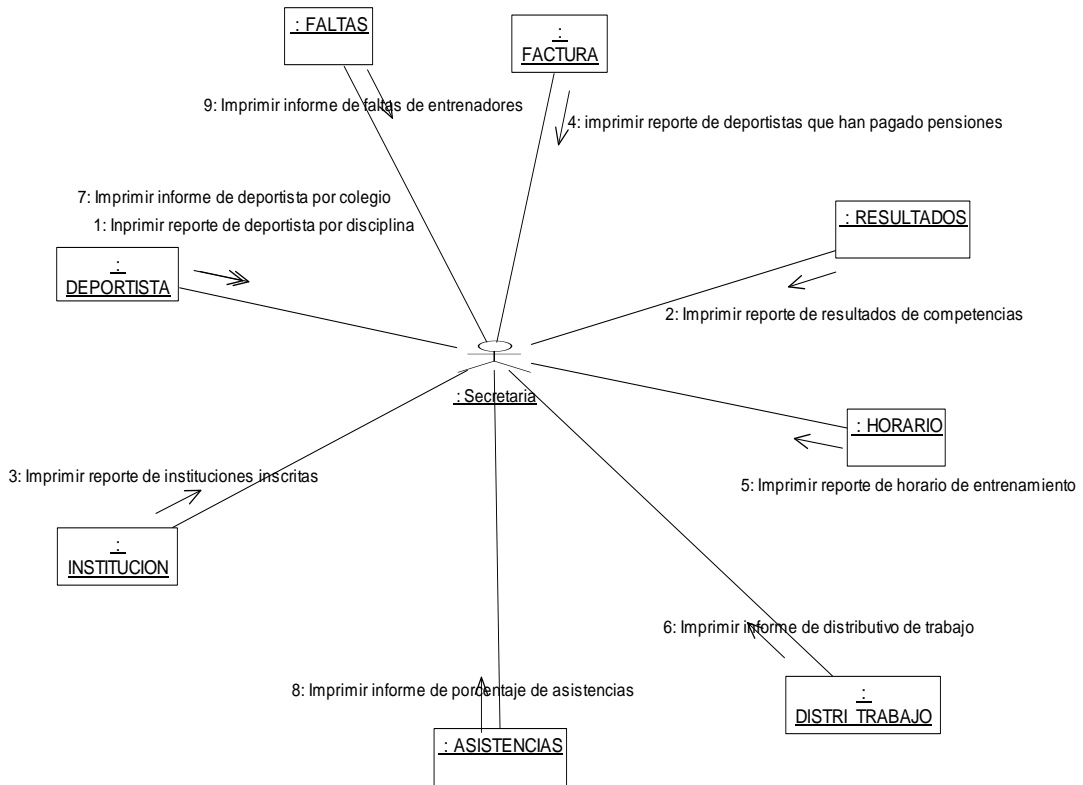 : FALTAS
:
FACTURA
9: Imprimir informe de faltas de entrenadores
4: imprimir reporte de deportistas que han pagado pensiones
7: Imprimir informe de deportista por colegio
1: Inprimir reporte de deportista por disciplina
: RESULTADOS
:
DEPORTISTA
2: Imprimir reporte de resultados de competencias
: Secretaria
: HORARIO
3: Imprimir reporte de instituciones inscritas
5: Imprimir reporte de horario de entrenamiento
:
INSTITUCION
6: Imprimir informe de distributivo de trabajo
8: Imprimir informe de porcentaje de asistencias
:
DISTRI_TRABAJO
: ASISTENCIAS